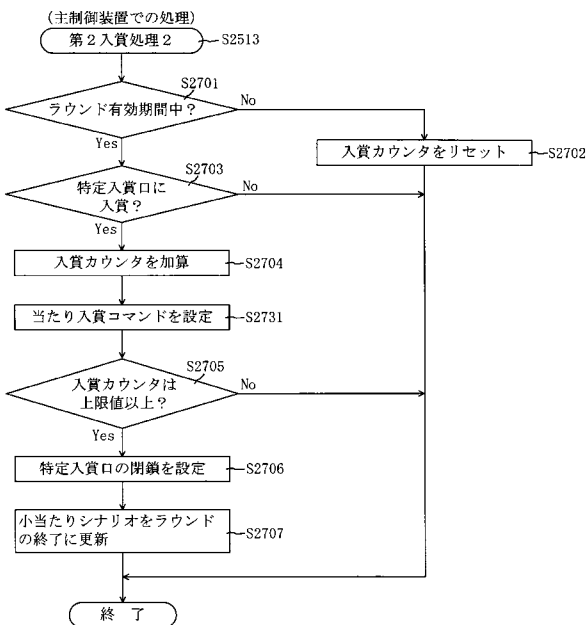 (主制御装置での処理)
第2入賞処理2
S2513
S2701
ラウンド有効期間中?
No
Yes
入賞カウンタをリセット
S2702
S2703
特定入賞口に
入賞?
No
Yes
入賞カウンタを加算
S2704
当たり入賞コマンドを設定
S2731
S2705
入賞カウンタは
上限値以上?
No
Yes
特定入賞口の閉鎖を設定
S2706
小当たりシナリオをラウンド
の終了に更新
S2707
終 了